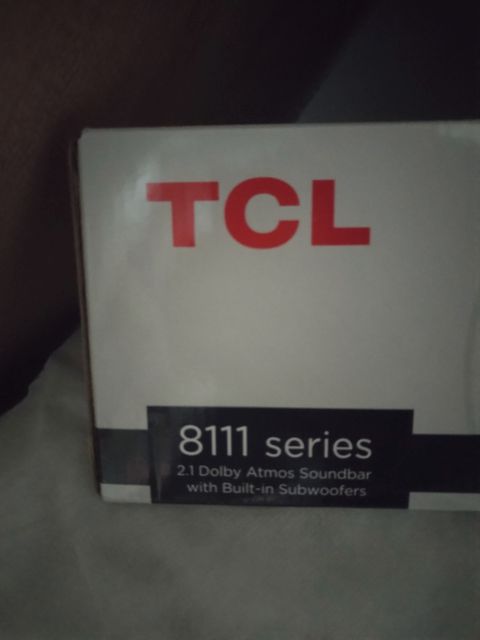 TCL
8111 series
2.1 Dolby Atmos Soundbar
with Built-in Subwoofers